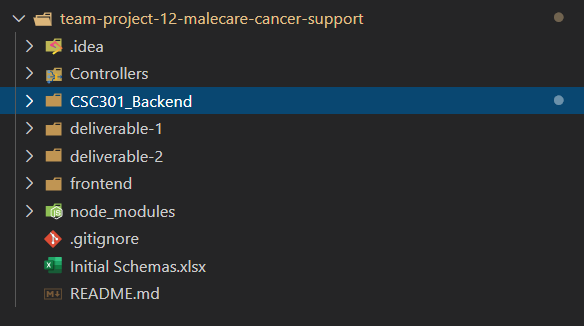 team-project-12-malecare-cancer-support
.idea
Controllers
CSC301_Backend
deliverable-1
deliverable-2
frontend
node_modules
.gitignore
Initial Schemas.xlsx
README.md